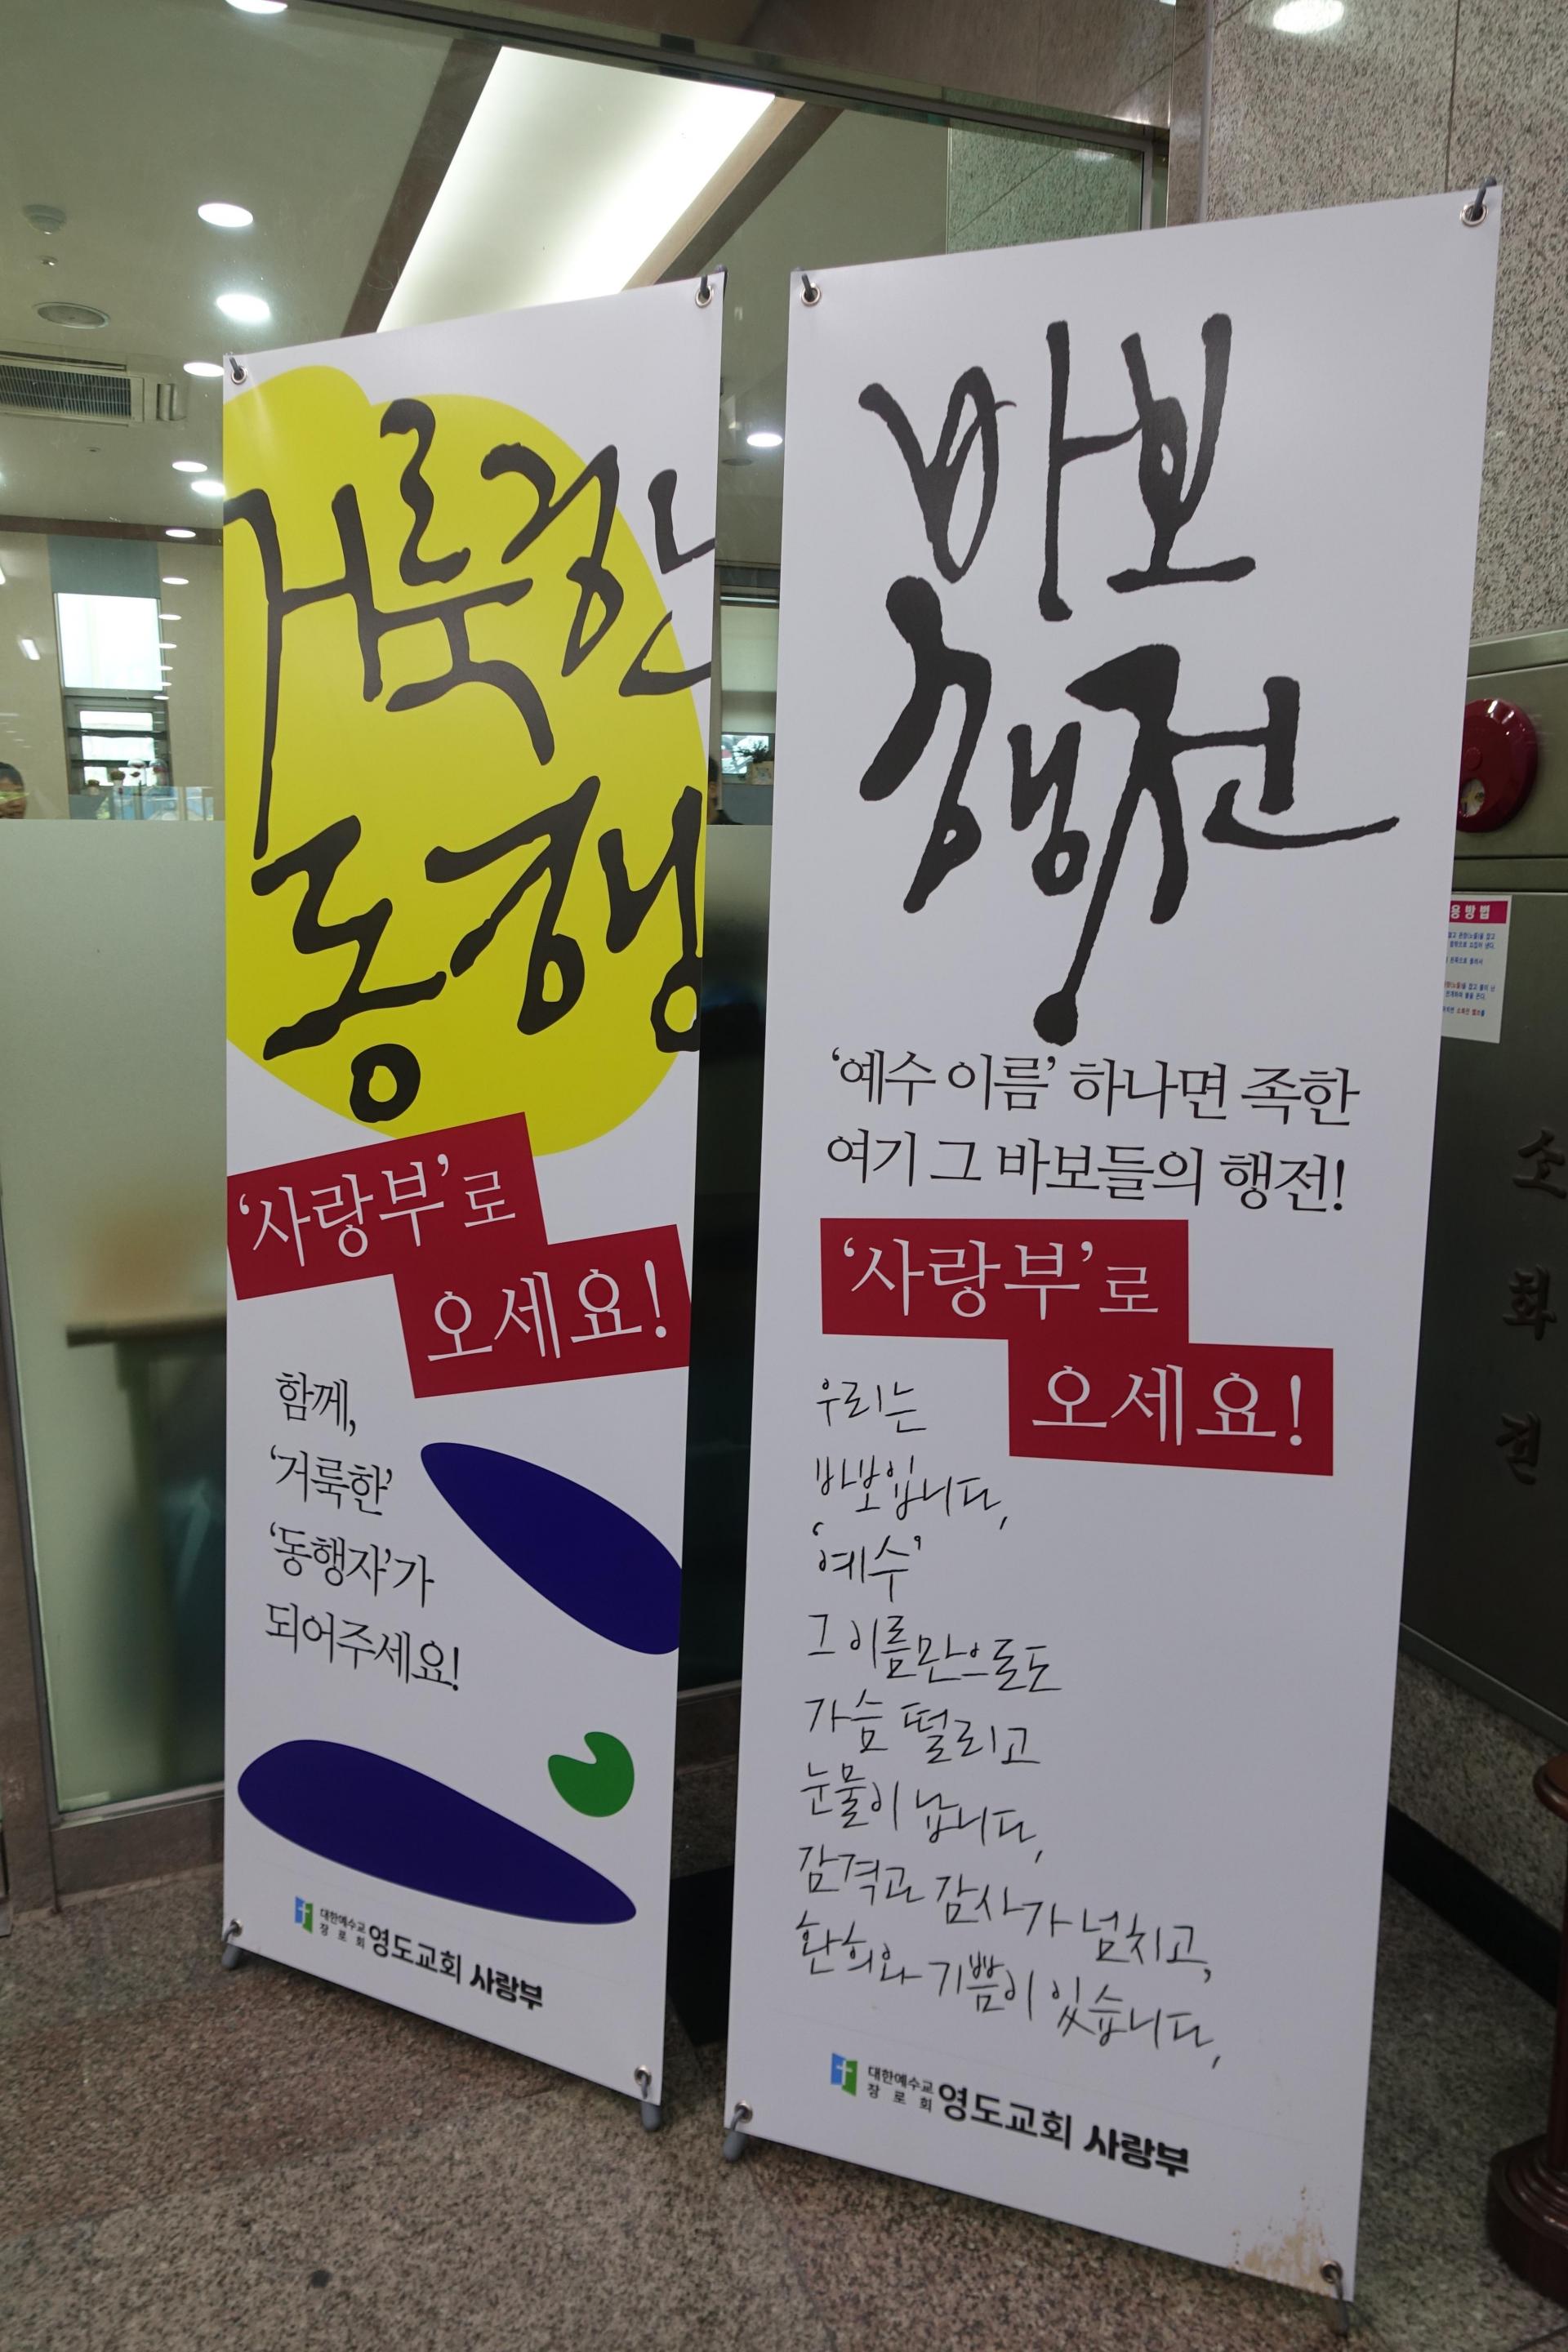 거룩한
동행
'사랑부'로
오세요!
함께,
'거룩한'
'동행자'가
되어주세요!
대한예수교
장로회
영도교회 사랑부
바보
행전
'예수 이름' 하나면 족한
여기 그 바보들의 행전!
'사랑부'로
오세요!
우리는
바보입니다,
'예수'
그 이름만으로도
가슴 떨리고
눈물이 납니다,
감격과 감사가 넘치고,
환희와 기쁨이 있습니다,
대한예수교
장로회
영도교회 사랑부
용방법
소
화
전